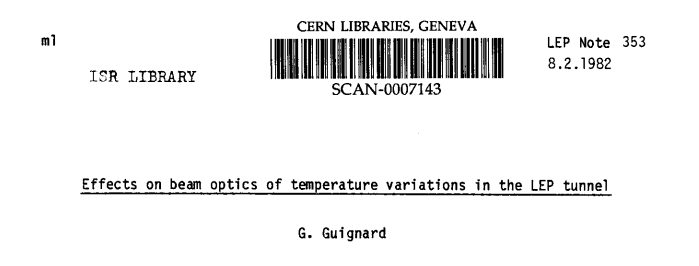 m1
CERN LIBRARIES, GENEVA
LEP Note 353
8.2.1982
ISR LIBRARY
SCAN-0007143
Effects on beam optics of temperature variations in the LEP tunnel
G. Guignard